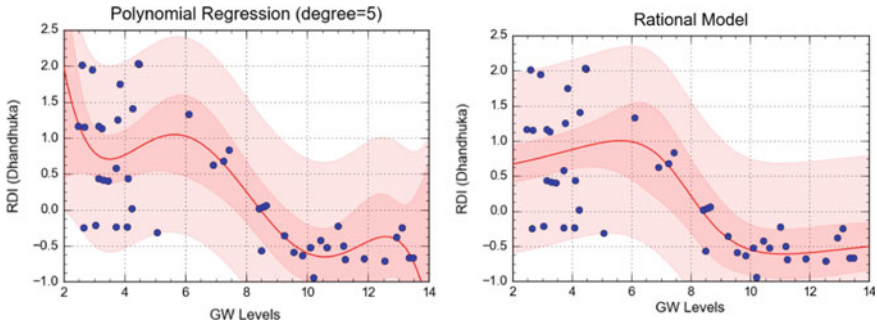 Polynomial Regression (degree=5)
2.5
2.0
1.5
1.0
0.5
0.0
−0.5
−1.0
RDI (Dhandhuka)
2 4 6 8 10 12 14
GW Levels
Rational Model
2.5
2.0
1.5
1.0
0.5
0.0
−0.5
−1.0
RDI (Dhandhuka)
2 4 6 8 10 12 14
GW Levels